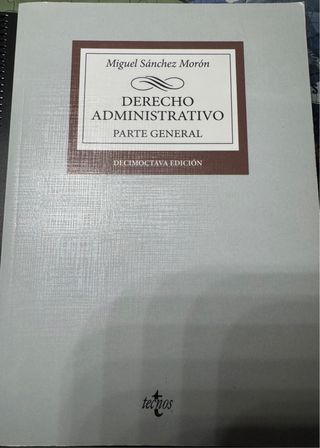 Miguel Sánchez Morón
DERECHO
ADMINISTRATIVO
PARTE GENERAL
DECIMOCTAVA EDICIÓN
tecnos